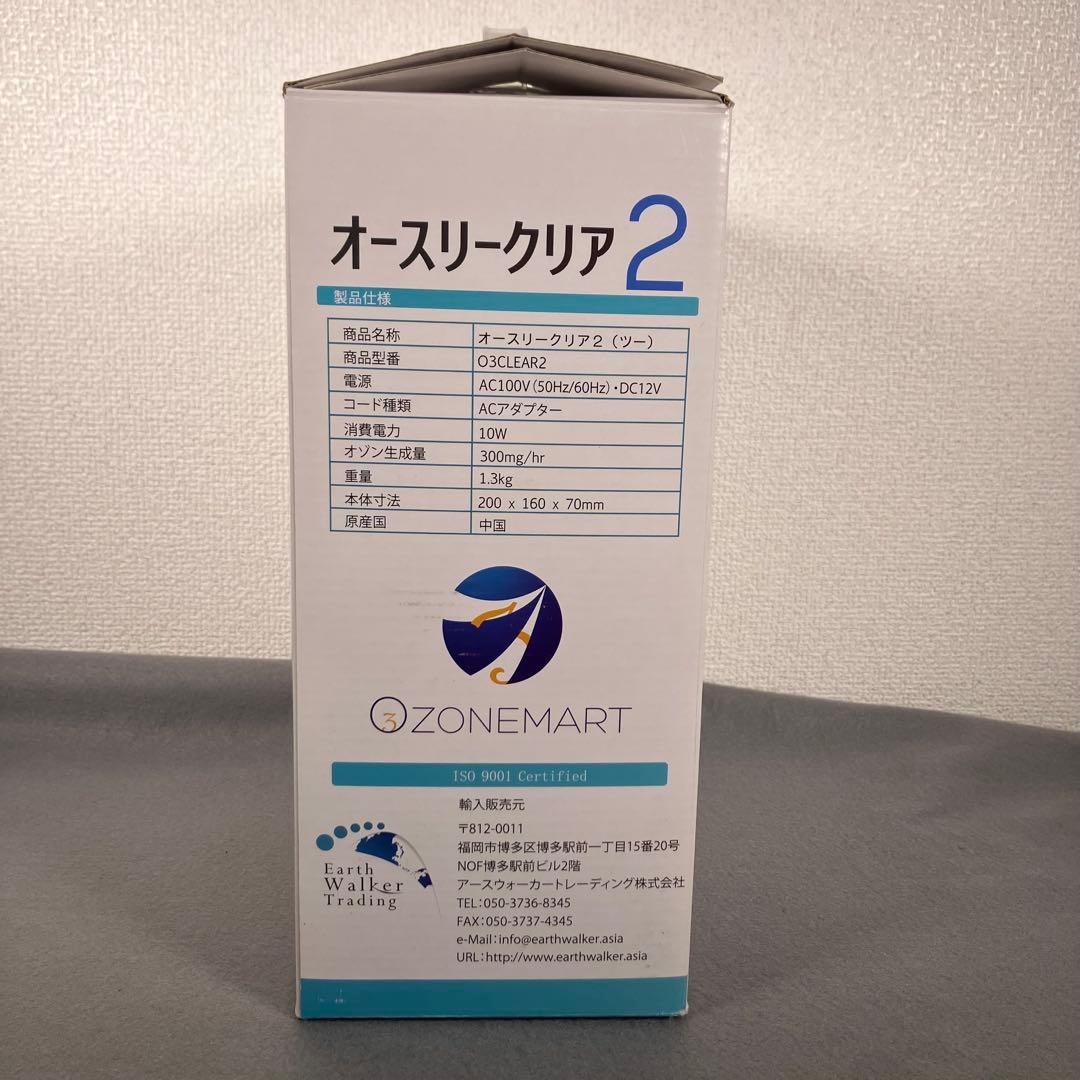 オースリークリア2
製品仕様
商品名称 オースリークリア2（ツー）
商品型番 O3CLEAR2
電源 AC100V（50Hz/60Hz）・DC12V
コード種類 ACアダプター
消費電力 10W
オゾン生成量 300mg/hr
重量 1.3kg
本体寸法 200 x 160 x 70mm
原産国 中国
O3ZONEMART
ISO 9001 Certified
輸入販売元
〒812-0011
福岡市博多区博多駅前一丁目15番20号
NOF博多駅前ビル2階
アースウォーカートレーディング株式会社
TEL：050-3736-8345
FAX：050-3737-4345
e-Mail：info@earthwalker.asia
URL：http://www.earthwalker.asia
Earth
Walker
Trading